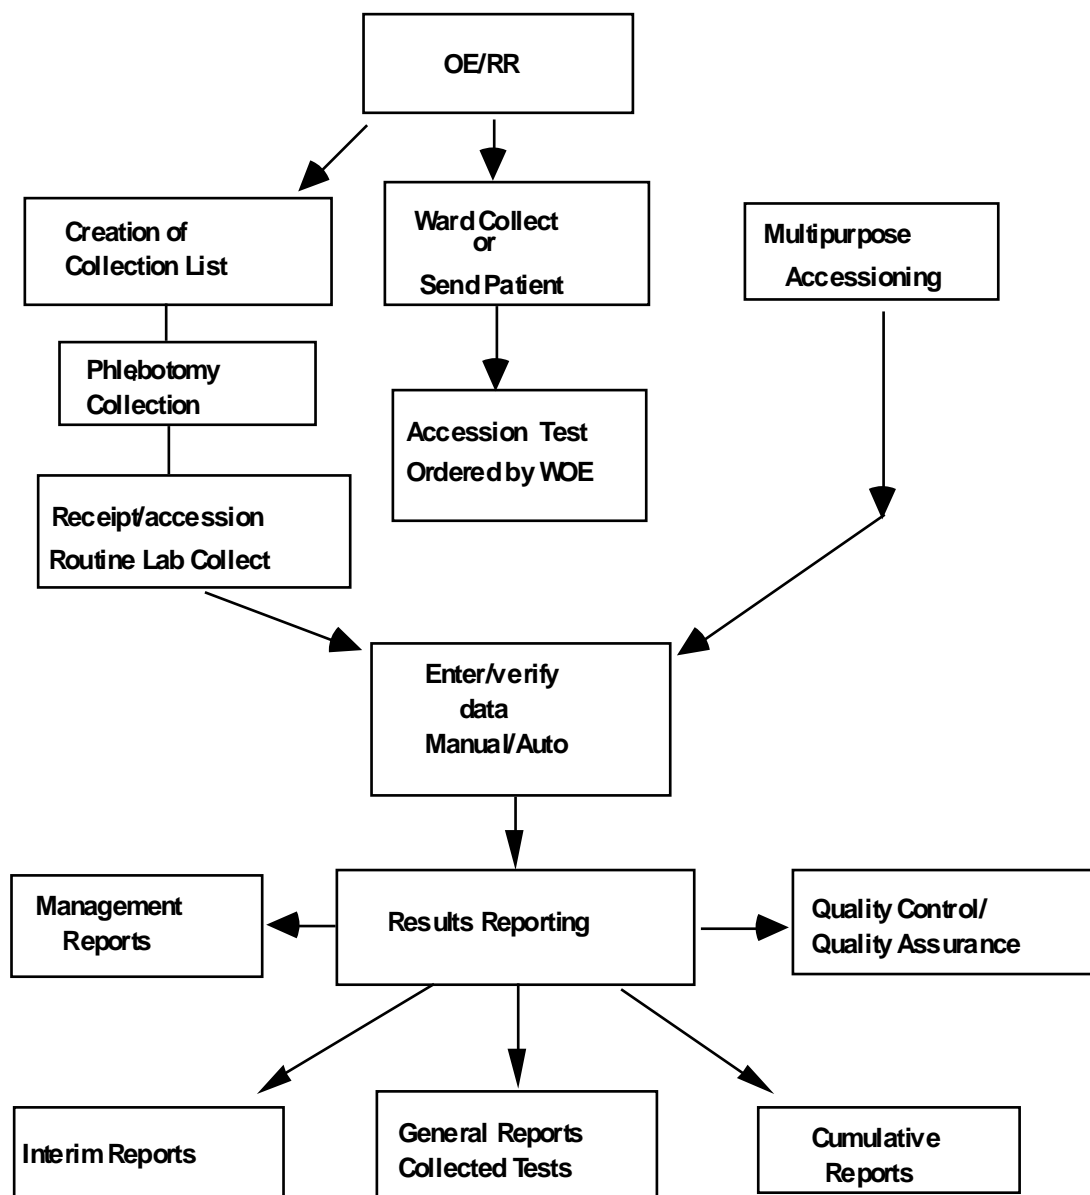 OE/RR
Creation of
Collection List
Ward Collect
or
Send Patient
Multipurpose
Accessioning
Phlebotomy
Collection
Accession Test
Ordered by WOE
Receipt/accession
Routine Lab Collect
Enter/verify
data
Manual/Auto
Management
Reports
Results Reporting
Quality Control/
Quality Assurance
Interim Reports
General Reports
Collected Tests
Cumulative
Reports